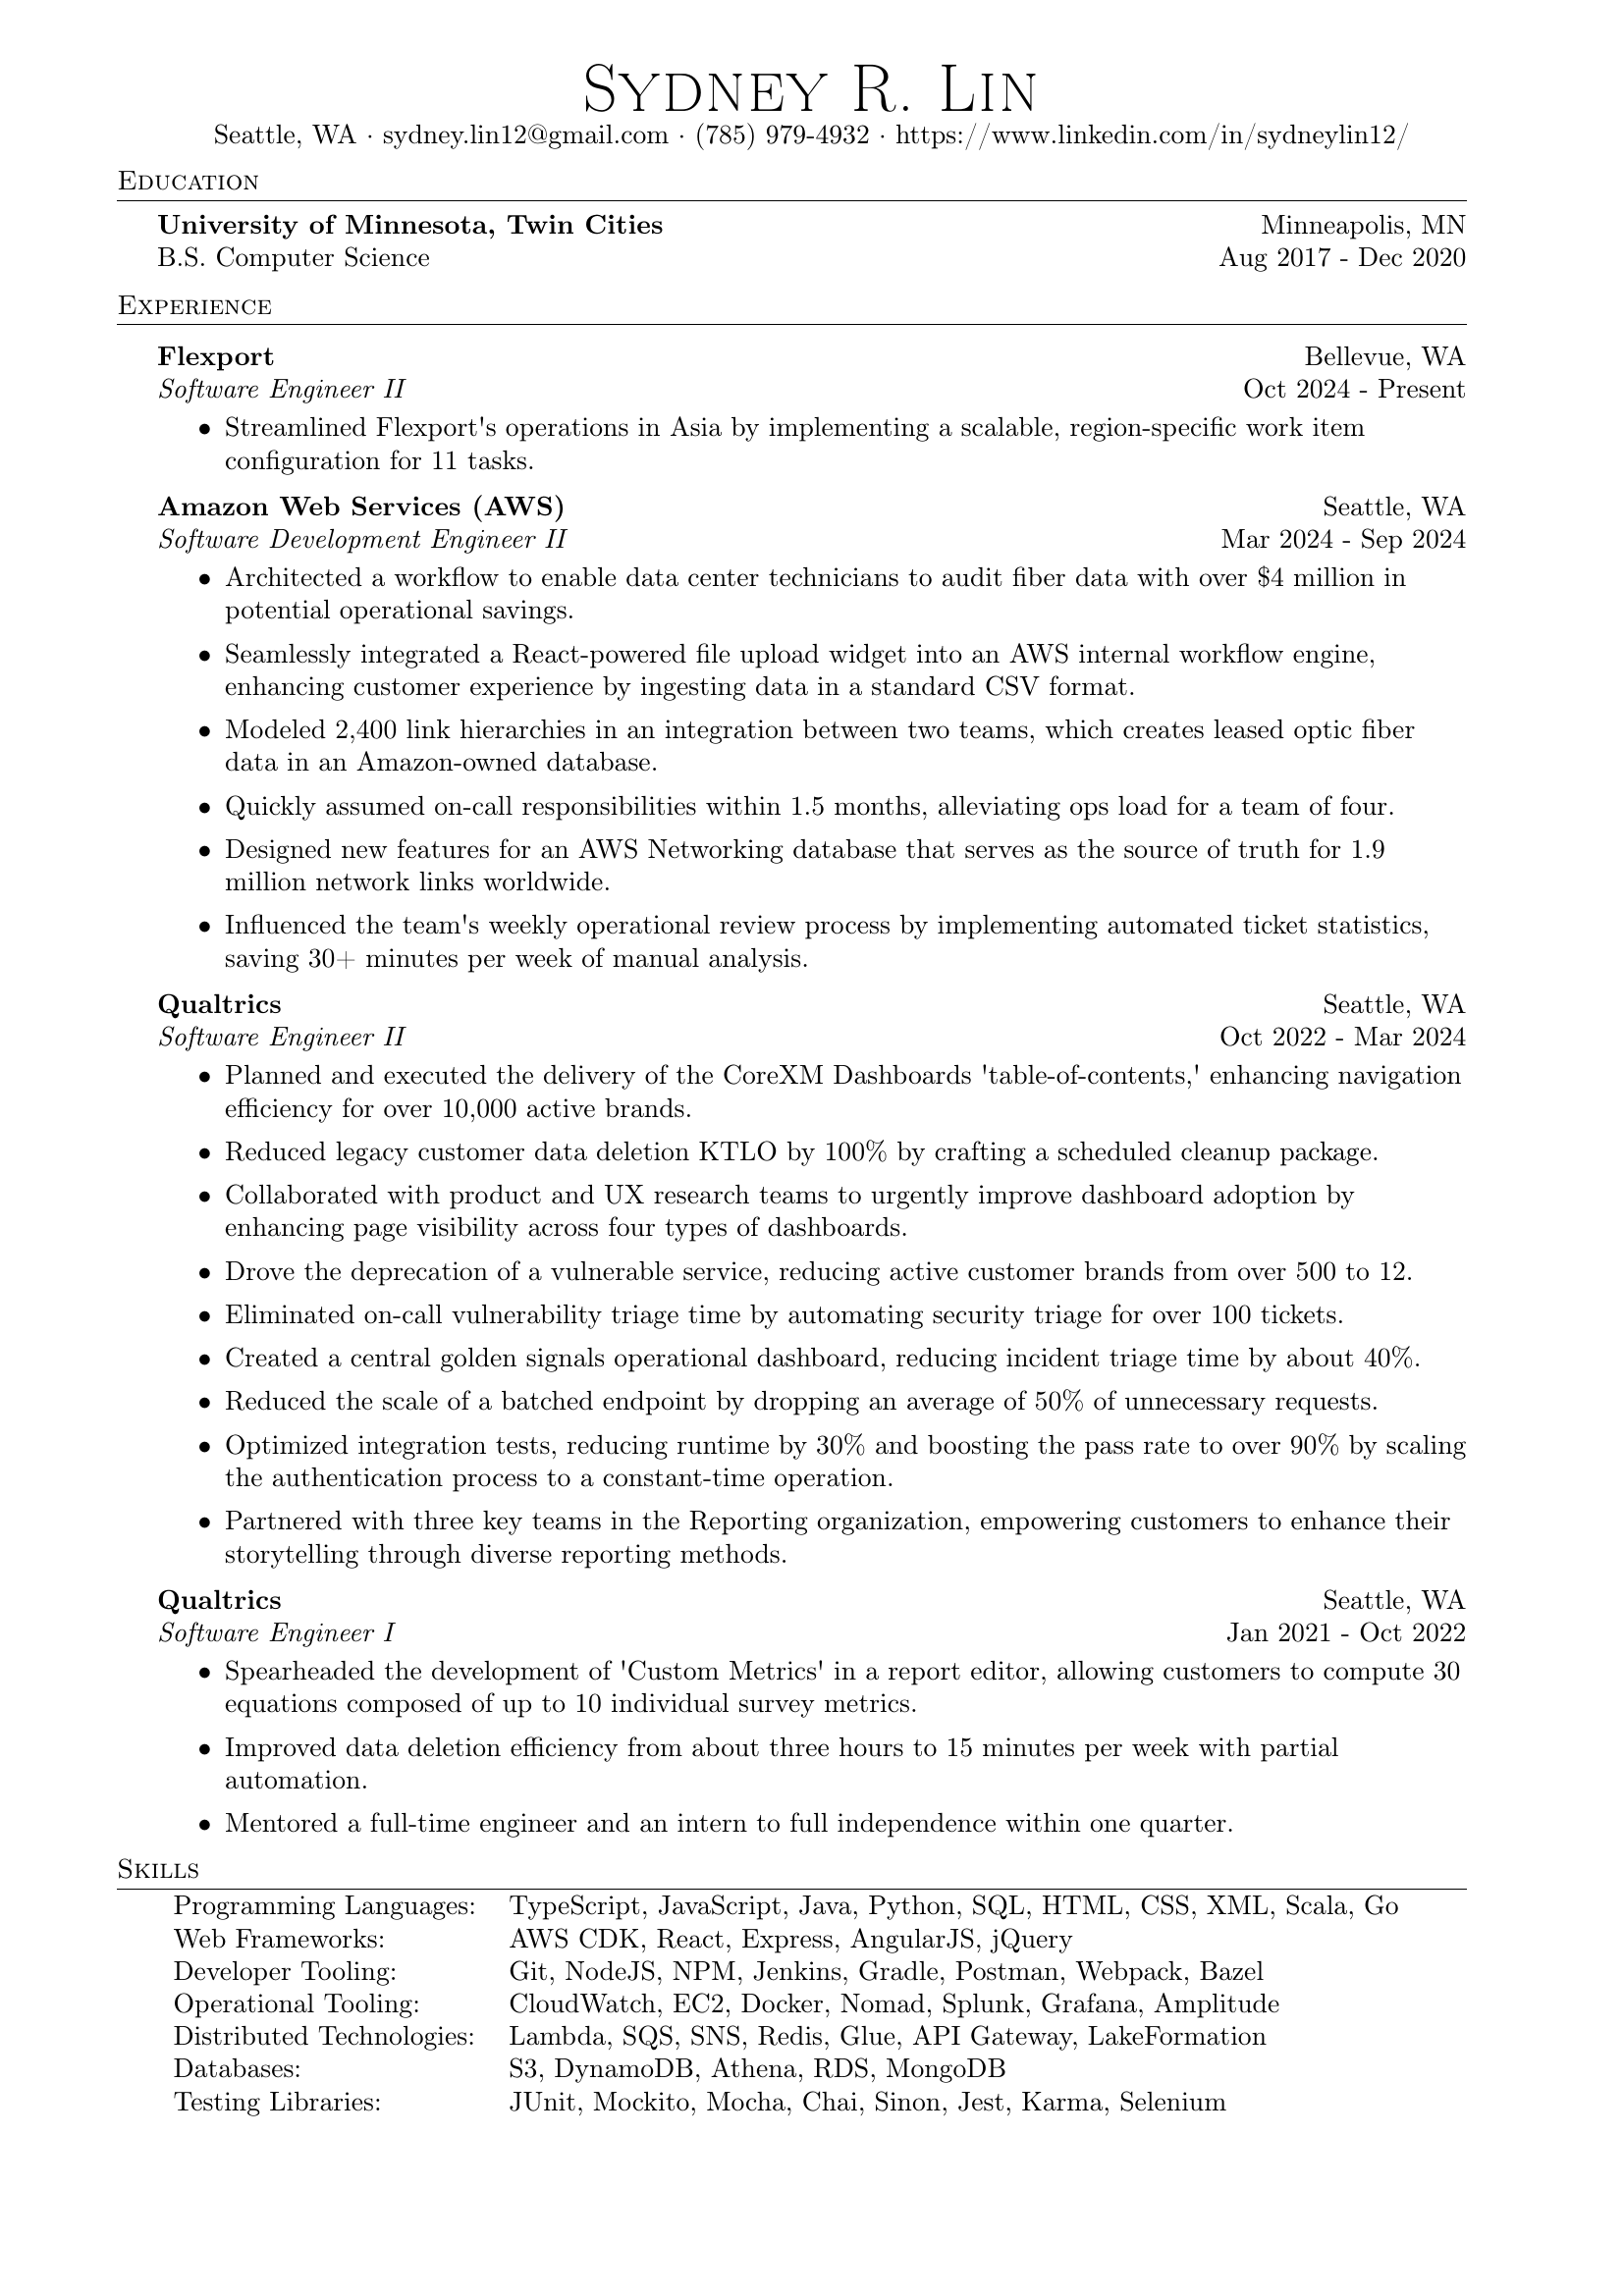 Sydney R. Lin
Seattle, WA · sydney.lin12@gmail.com · (785) 979-4932 · https://www.linkedin.com/in/sydneylin12/
Education
University of Minnesota, Twin Cities Minneapolis, MN
B.S. Computer Science Aug 2017 - Dec 2020
Experience
Flexport Bellevue, WA
Software Engineer II Oct 2024 - Present
• Streamlined Flexport's operations in Asia by implementing a scalable, region-specific work item
configuration for 11 tasks.
Amazon Web Services (AWS) Seattle, WA
Software Development Engineer II Mar 2024 - Sep 2024
• Architected a workflow to enable data center technicians to audit fiber data with over $4 million in
potential operational savings.
• Seamlessly integrated a React-powered file upload widget into an AWS internal workflow engine,
enhancing customer experience by ingesting data in a standard CSV format.
• Modeled 2,400 link hierarchies in an integration between two teams, which creates leased optic fiber
data in an Amazon-owned database.
• Quickly assumed on-call responsibilities within 1.5 months, alleviating ops load for a team of four.
• Designed new features for an AWS Networking database that serves as the source of truth for 1.9
million network links worldwide.
• Influenced the team's weekly operational review process by implementing automated ticket statistics,
saving 30+ minutes per week of manual analysis.
Qualtrics Seattle, WA
Software Engineer II Oct 2022 - Mar 2024
• Planned and executed the delivery of the CoreXM Dashboards 'table-of-contents,' enhancing navigation
efficiency for over 10,000 active brands.
• Reduced legacy customer data deletion KTLO by 100% by crafting a scheduled cleanup package.
• Collaborated with product and UX research teams to urgently improve dashboard adoption by
enhancing page visibility across four types of dashboards.
• Drove the deprecation of a vulnerable service, reducing active customer brands from over 500 to 12.
• Eliminated on-call vulnerability triage time by automating security triage for over 100 tickets.
• Created a central golden signals operational dashboard, reducing incident triage time by about 40%.
• Reduced the scale of a batched endpoint by dropping an average of 50% of unnecessary requests.
• Optimized integration tests, reducing runtime by 30% and boosting the pass rate to over 90% by scaling
the authentication process to a constant-time operation.
• Partnered with three key teams in the Reporting organization, empowering customers to enhance their
storytelling through diverse reporting methods.
Qualtrics Seattle, WA
Software Engineer I Jan 2021 - Oct 2022
• Spearheaded the development of 'Custom Metrics' in a report editor, allowing customers to compute 30
equations composed of up to 10 individual survey metrics.
• Improved data deletion efficiency from about three hours to 15 minutes per week with partial
automation.
• Mentored a full-time engineer and an intern to full independence within one quarter.
Skills
Programming Languages: TypeScript, JavaScript, Java, Python, SQL, HTML, CSS, XML, Scala, Go
Web Frameworks: AWS CDK, React, Express, AngularJS, jQuery
Developer Tooling: Git, NodeJS, NPM, Jenkins, Gradle, Postman, Webpack, Bazel
Operational Tooling: CloudWatch, EC2, Docker, Nomad, Splunk, Grafana, Amplitude
Distributed Technologies: Lambda, SQS, SNS, Redis, Glue, API Gateway, LakeFormation
Databases: S3, DynamoDB, Athena, RDS, MongoDB
Testing Libraries: JUnit, Mockito, Mocha, Chai, Sinon, Jest, Karma, Selenium